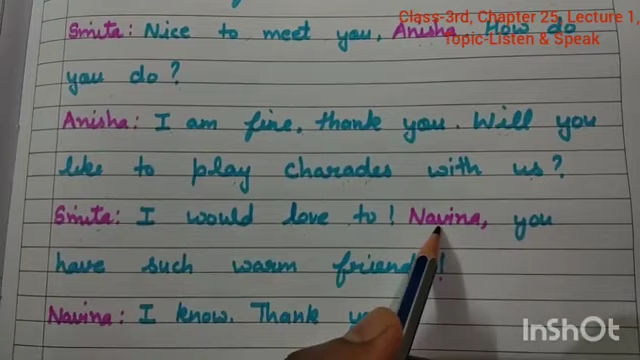 Class-3rd, Chapter 25, Lecture 1,
Topic-Listen & Speak
Smita: Nice to meet you, Anisha How do
you do?
Anisha: I am fine, thank you. Will you
like to play charades with us?
Smita: I would love to! Navina, you
have such warm friends!
Navina: I know. Thank
InShOt